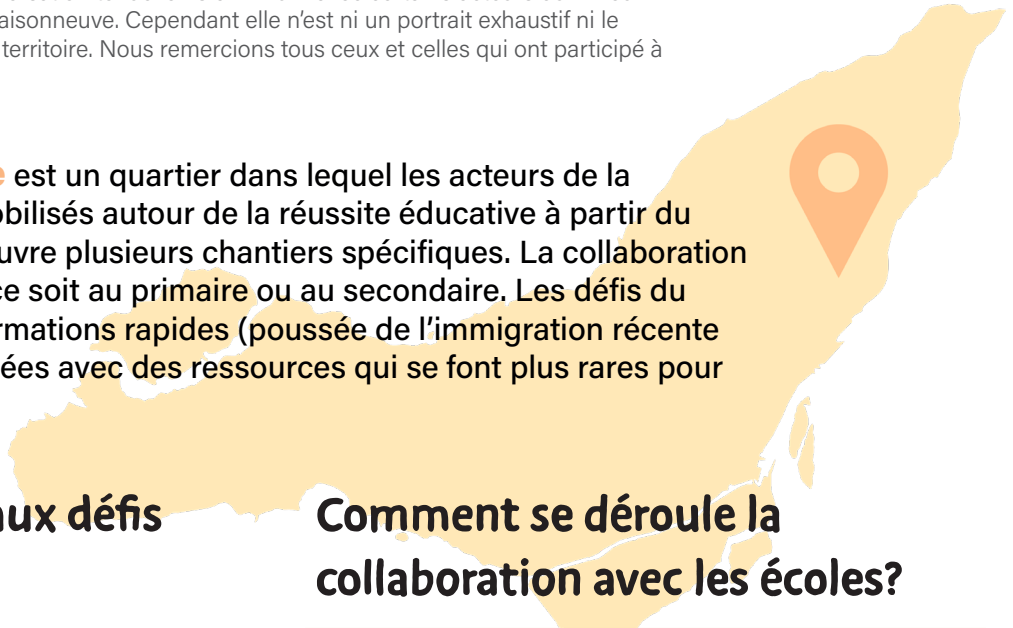 aisonneuve. Cependant elle n'est ni un portrait exhaustif ni le
territoire. Nous remercions tous ceux et celles qui ont participé à
e est un quartier dans lequel les acteurs de la
obilisés autour de la réussite éducative à partir du
uvre plusieurs chantiers spécifiques. La collaboration
ce soit au primaire ou au secondaire. Les défis du
rmations rapides (poussée de l'immigration récente
ées avec des ressources qui se font plus rares pour
aux défis
Comment se déroule la
collaboration avec les écoles?